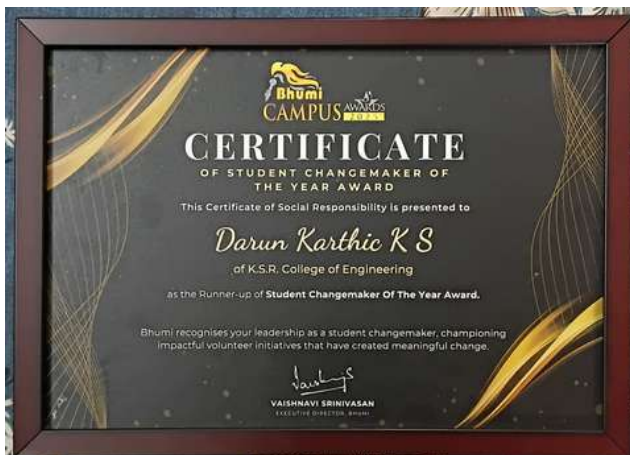 Bhumi
CAMPUS AWARDS
2025
CERTIFICATE
OF STUDENT CHANGEMAKER OF
THE YEAR AWARD
This Certificate of Social Responsibility is presented to
Darun Karthic K S
of K.S.R. College of Engineering
as the Runner-up of Student Changemaker Of The Year Award.
Bhumi recognises your leadership as a student changemaker, championing
impactful volunteer initiatives that have created meaningful change.
VAISHNAVI SRINIVASAN
EXECUTIVE DIRECTOR, BHUMI